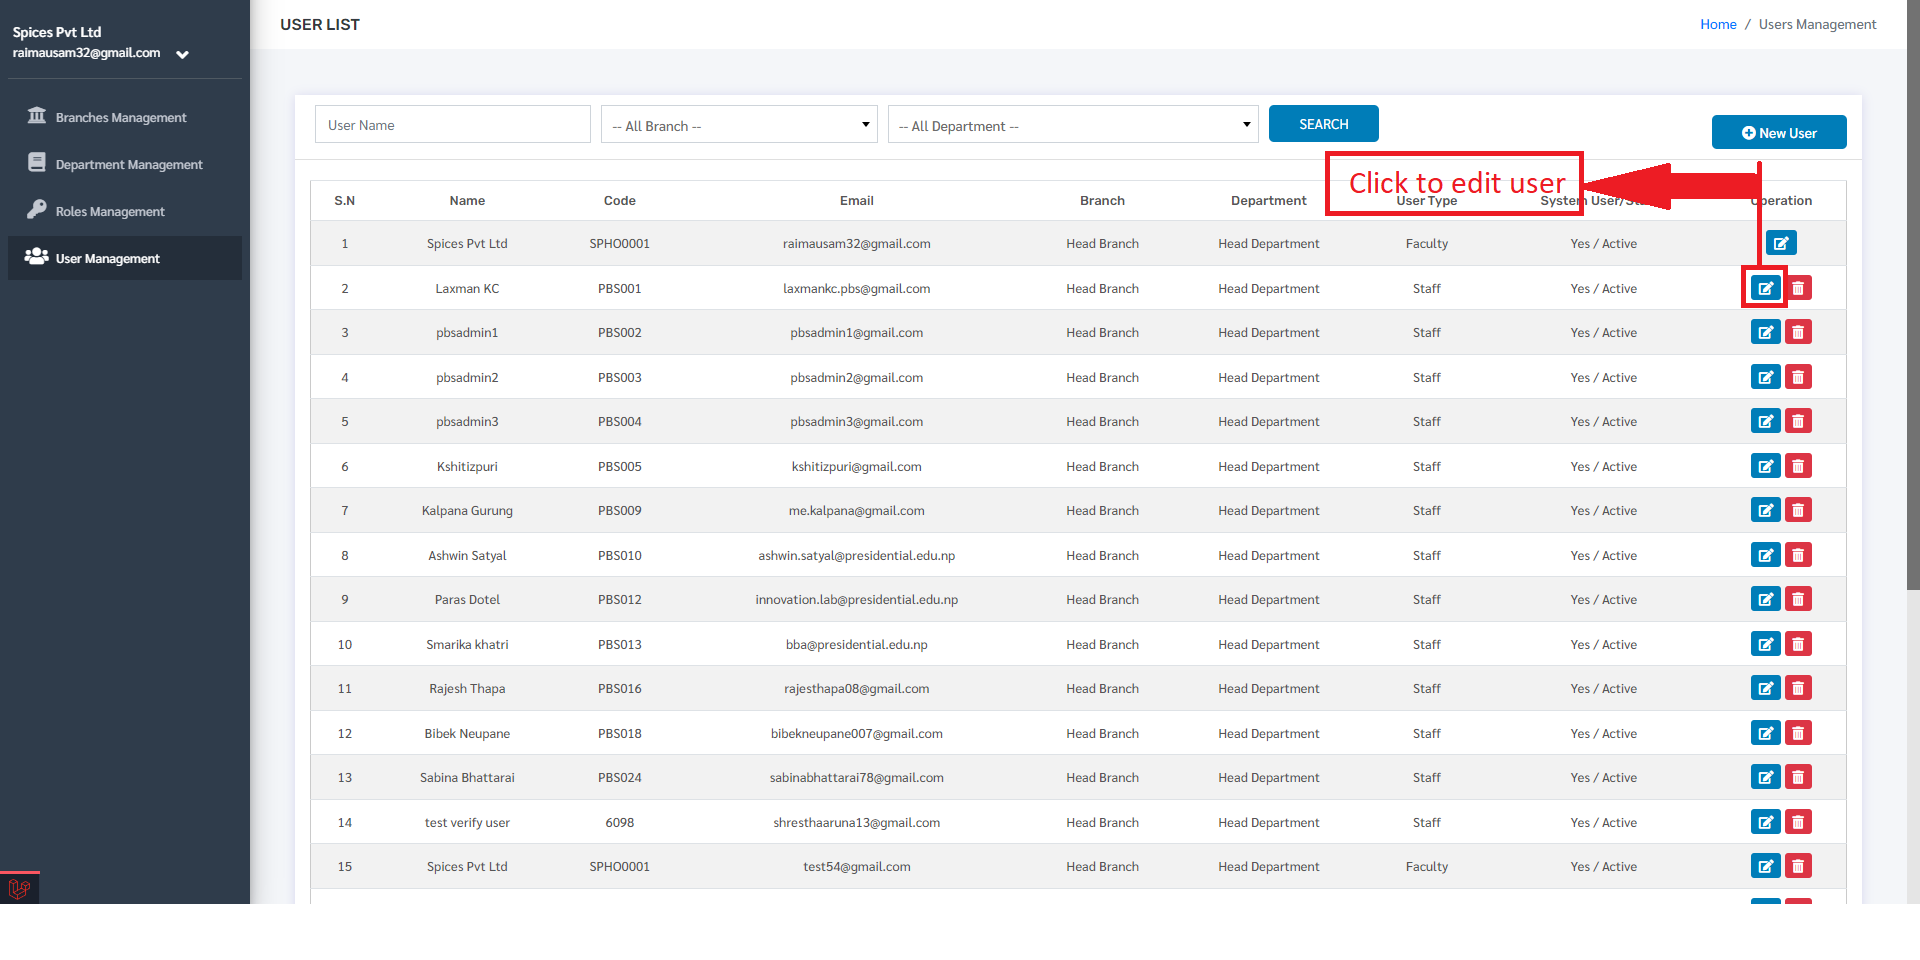 Spices Pvt Ltd
raimausam32@gmail.com
Branches Management
Department Management
Roles Management
User Management
USER LIST
Home / Users Management
User Name
-- All Branch --
-- All Department --
SEARCH
New User
Click to edit user
S.N Name Code Email Branch Department User Type System User/ Operation
1 Spices Pvt Ltd SPHO0001 raimausam32@gmail.com Head Branch Head Department Faculty Yes / Active
2 Laxman KC PBS001 laxmankc.pbs@gmail.com Head Branch Head Department Staff Yes / Active
3 pbsadmin1 PBS002 pbsadmin1@gmail.com Head Branch Head Department Staff Yes / Active
4 pbsadmin2 PBS003 pbsadmin2@gmail.com Head Branch Head Department Staff Yes / Active
5 pbsadmin3 PBS004 pbsadmin3@gmail.com Head Branch Head Department Staff Yes / Active
6 Kshitizpuri PBS005 kshitizpuri@gmail.com Head Branch Head Department Staff Yes / Active
7 Kalpana Gurung PBS009 me.kalpana@gmail.com Head Branch Head Department Staff Yes / Active
8 Ashwin Satyal PBS010 ashwin.satyal@presidential.edu.np Head Branch Head Department Staff Yes / Active
9 Paras Dotel PBS012 innovation.lab@presidential.edu.np Head Branch Head Department Staff Yes / Active
10 Smarika khatri PBS013 bba@presidential.edu.np Head Branch Head Department Staff Yes / Active
11 Rajesh Thapa PBS016 rajesthapa08@gmail.com Head Branch Head Department Staff Yes / Active
12 Bibek Neupane PBS018 bibekneupane007@gmail.com Head Branch Head Department Staff Yes / Active
13 Sabina Bhattarai PBS024 sabinabhattarai78@gmail.com Head Branch Head Department Staff Yes / Active
14 test verify user 6098 shresthaaruna13@gmail.com Head Branch Head Department Staff Yes / Active
15 Spices Pvt Ltd SPHO0001 test54@gmail.com Head Branch Head Department Faculty Yes / Active